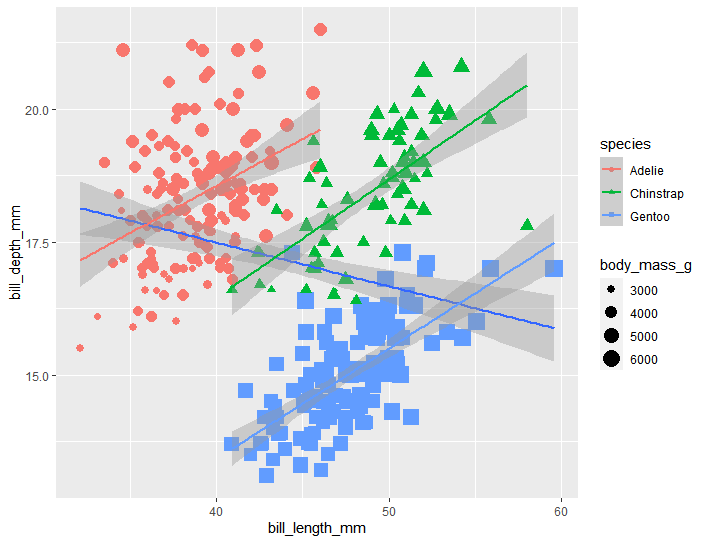 bill_depth_mm
20.0
17.5
15.0
40
50
60
bill_length_mm
species
Adelie
Chinstrap
Gentoo
body_mass_g
3000
4000
5000
6000